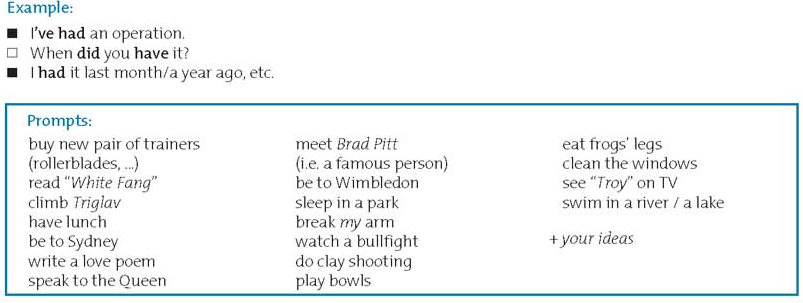 Example:
■ I've had an operation.
□ When did you have it?
■ I had it last month/a year ago, etc.
Prompts:
buy new pair of trainers
(rollerblades, ...)
read "White Fang"
climb Triglav
have lunch
be to Sydney
write a love poem
speak to the Queen
meet Brad Pitt
(i.e. a famous person)
be to Wimbledon
sleep in a park
break my arm
watch a bullfight
do clay shooting
play bowls
eat frogs' legs
clean the windows
see "Troy" on TV
swim in a river / a lake
+ your ideas